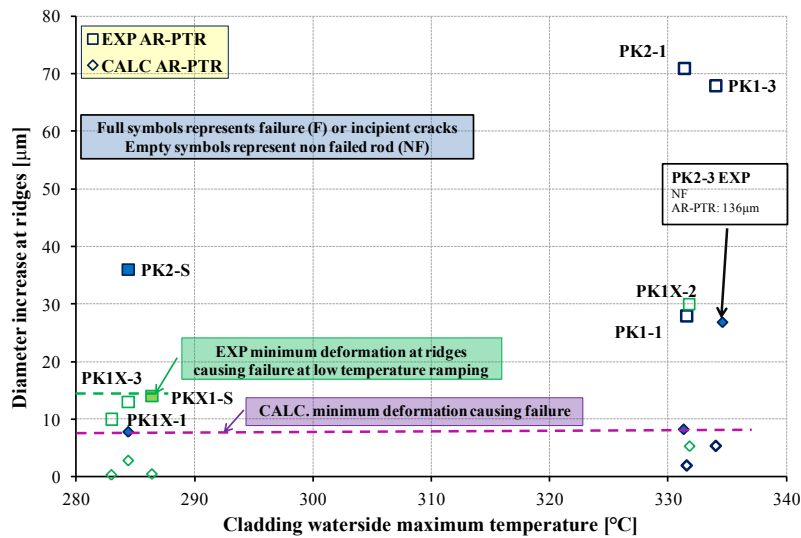 80
70
60
50
40
30
20
10
0
Diameter increase at ridges [µm]
EXP AR-PTR
CALC AR-PTR
Full symbols represents failure (F) or incipient cracks
Empty symbols represent non failed rod (NF)
PK2-1
PK1-3
PK2-3 EXP
NF
AR-PTR: 136µm
PK2-S
PK1X-2
PK1-1
EXP minimum deformation at ridges
causing failure at low temperature ramping
PK1X-3
PKX1-S
PK1X-1
CALC. minimum deformation causing failure
280
290
300
310
320
330
340
Cladding waterside maximum temperature [°C]